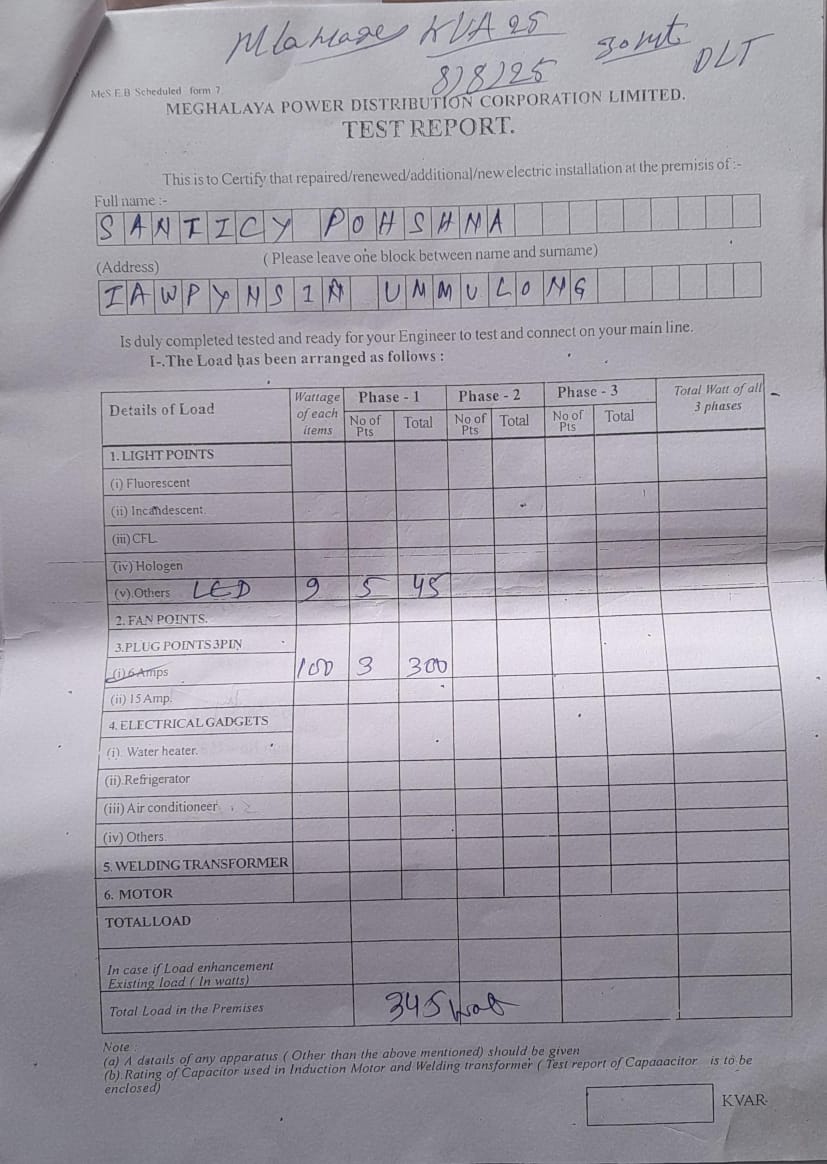 KVA 25
8/8/25
30 mt
DLT
MeS.E.B Scheduled form 7
MEGHALAYA POWER DISTRIBUTION CORPORATION LIMITED.
TEST REPORT.
This is to Certify that repaired/renewed/additional/new electric installation at the premisis of :-
Full name :-
SANTICY POHSHNA
( Please leave one block between name and surname)
(Address)
IAWPYNSIN UMMULONG
Is duly completed tested and ready for your Engineer to test and connect on your main line.
I-.The Load has been arranged as follows :
Details of Load Wattage of each items Phase - 1 Phase - 2 Phase - 3 Total Watt of all 3 phases
No of Pts Total No of Pts Total No of Pts Total
1. LIGHT POINTS
(i) Fluorescent
(ii) Incandescent
(iii) CFL
(iv) Hologen
(v).Others LED 9 5 45
2. FAN POINTS.
3.PLUG POINTS 3PIN
(i) 6 Amps 100 3 300
(ii) 15 Amp.
4. ELECTRICAL GADGETS
(i). Water heater.
(ii).Refrigerator
(iii) Air conditioneer
(iv) Others.
5. WELDING TRANSFORMER
6. MOTOR
TOTAL LOAD
In case if Load enhancement
Existing load ( In watts)
Total Load in the Premises 345 wat
Note :
(a) A datails of any apparatus ( Other than the above mentioned) should be given
(b). Rating of Capacitor used in Induction Motor and Welding transformer ( Test report of Capaaacitor is to be
enclosed)
KVAR